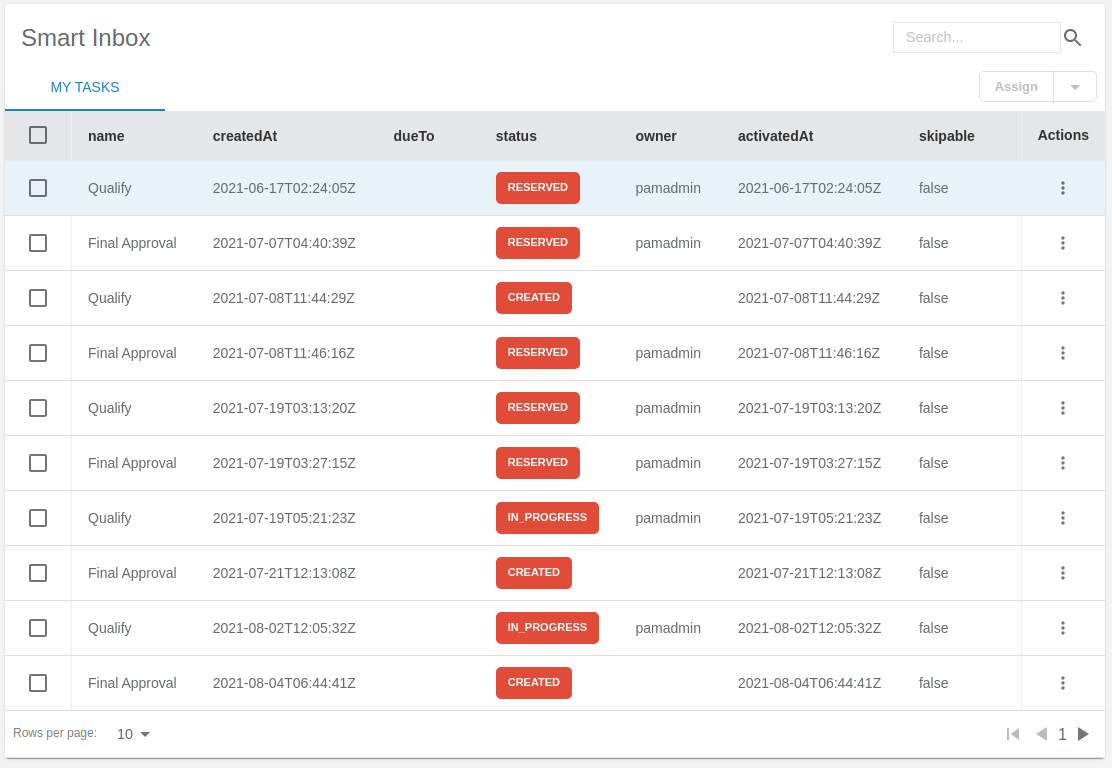 Smart Inbox
Search...
MY TASKS
Assign
name createdAt dueTo status owner activatedAt skipable Actions
Qualify 2021-06-17T02:24:05Z RESERVED pamadmin 2021-06-17T02:24:05Z false
Final Approval 2021-07-07T04:40:39Z RESERVED pamadmin 2021-07-07T04:40:39Z false
Qualify 2021-07-08T11:44:29Z CREATED 2021-07-08T11:44:29Z false
Final Approval 2021-07-08T11:46:16Z RESERVED pamadmin 2021-07-08T11:46:16Z false
Qualify 2021-07-19T03:13:20Z RESERVED pamadmin 2021-07-19T03:13:20Z false
Final Approval 2021-07-19T03:27:15Z RESERVED pamadmin 2021-07-19T03:27:15Z false
Qualify 2021-07-19T05:21:23Z IN_PROGRESS pamadmin 2021-07-19T05:21:23Z false
Final Approval 2021-07-21T12:13:08Z CREATED 2021-07-21T12:13:08Z false
Qualify 2021-08-02T12:05:32Z IN_PROGRESS pamadmin 2021-08-02T12:05:32Z false
Final Approval 2021-08-04T06:44:41Z CREATED 2021-08-04T06:44:41Z false
Rows per page: 10 1